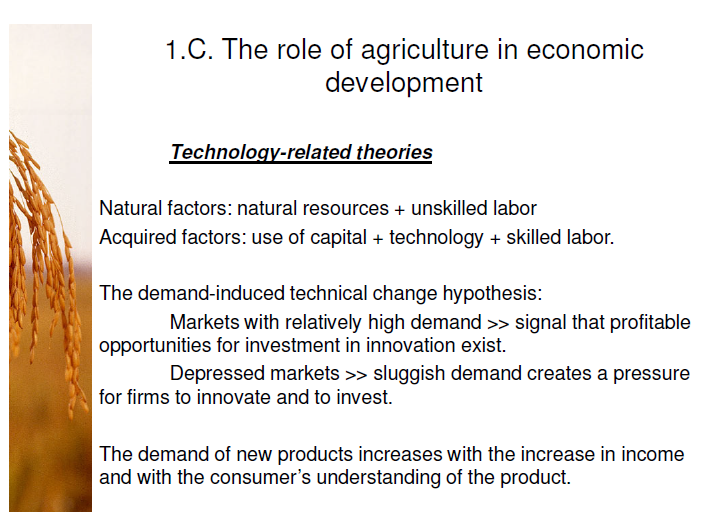 1.C. The role of agriculture in economic
development
Technology-related theories
Natural factors: natural resources + unskilled labor
Acquired factors: use of capital + technology + skilled labor.
The demand-induced technical change hypothesis:
Markets with relatively high demand >> signal that profitable
opportunities for investment in innovation exist.
Depressed markets >> sluggish demand creates a pressure
for firms to innovate and to invest.
The demand of new products increases with the increase in income
and with the consumer's understanding of the product.